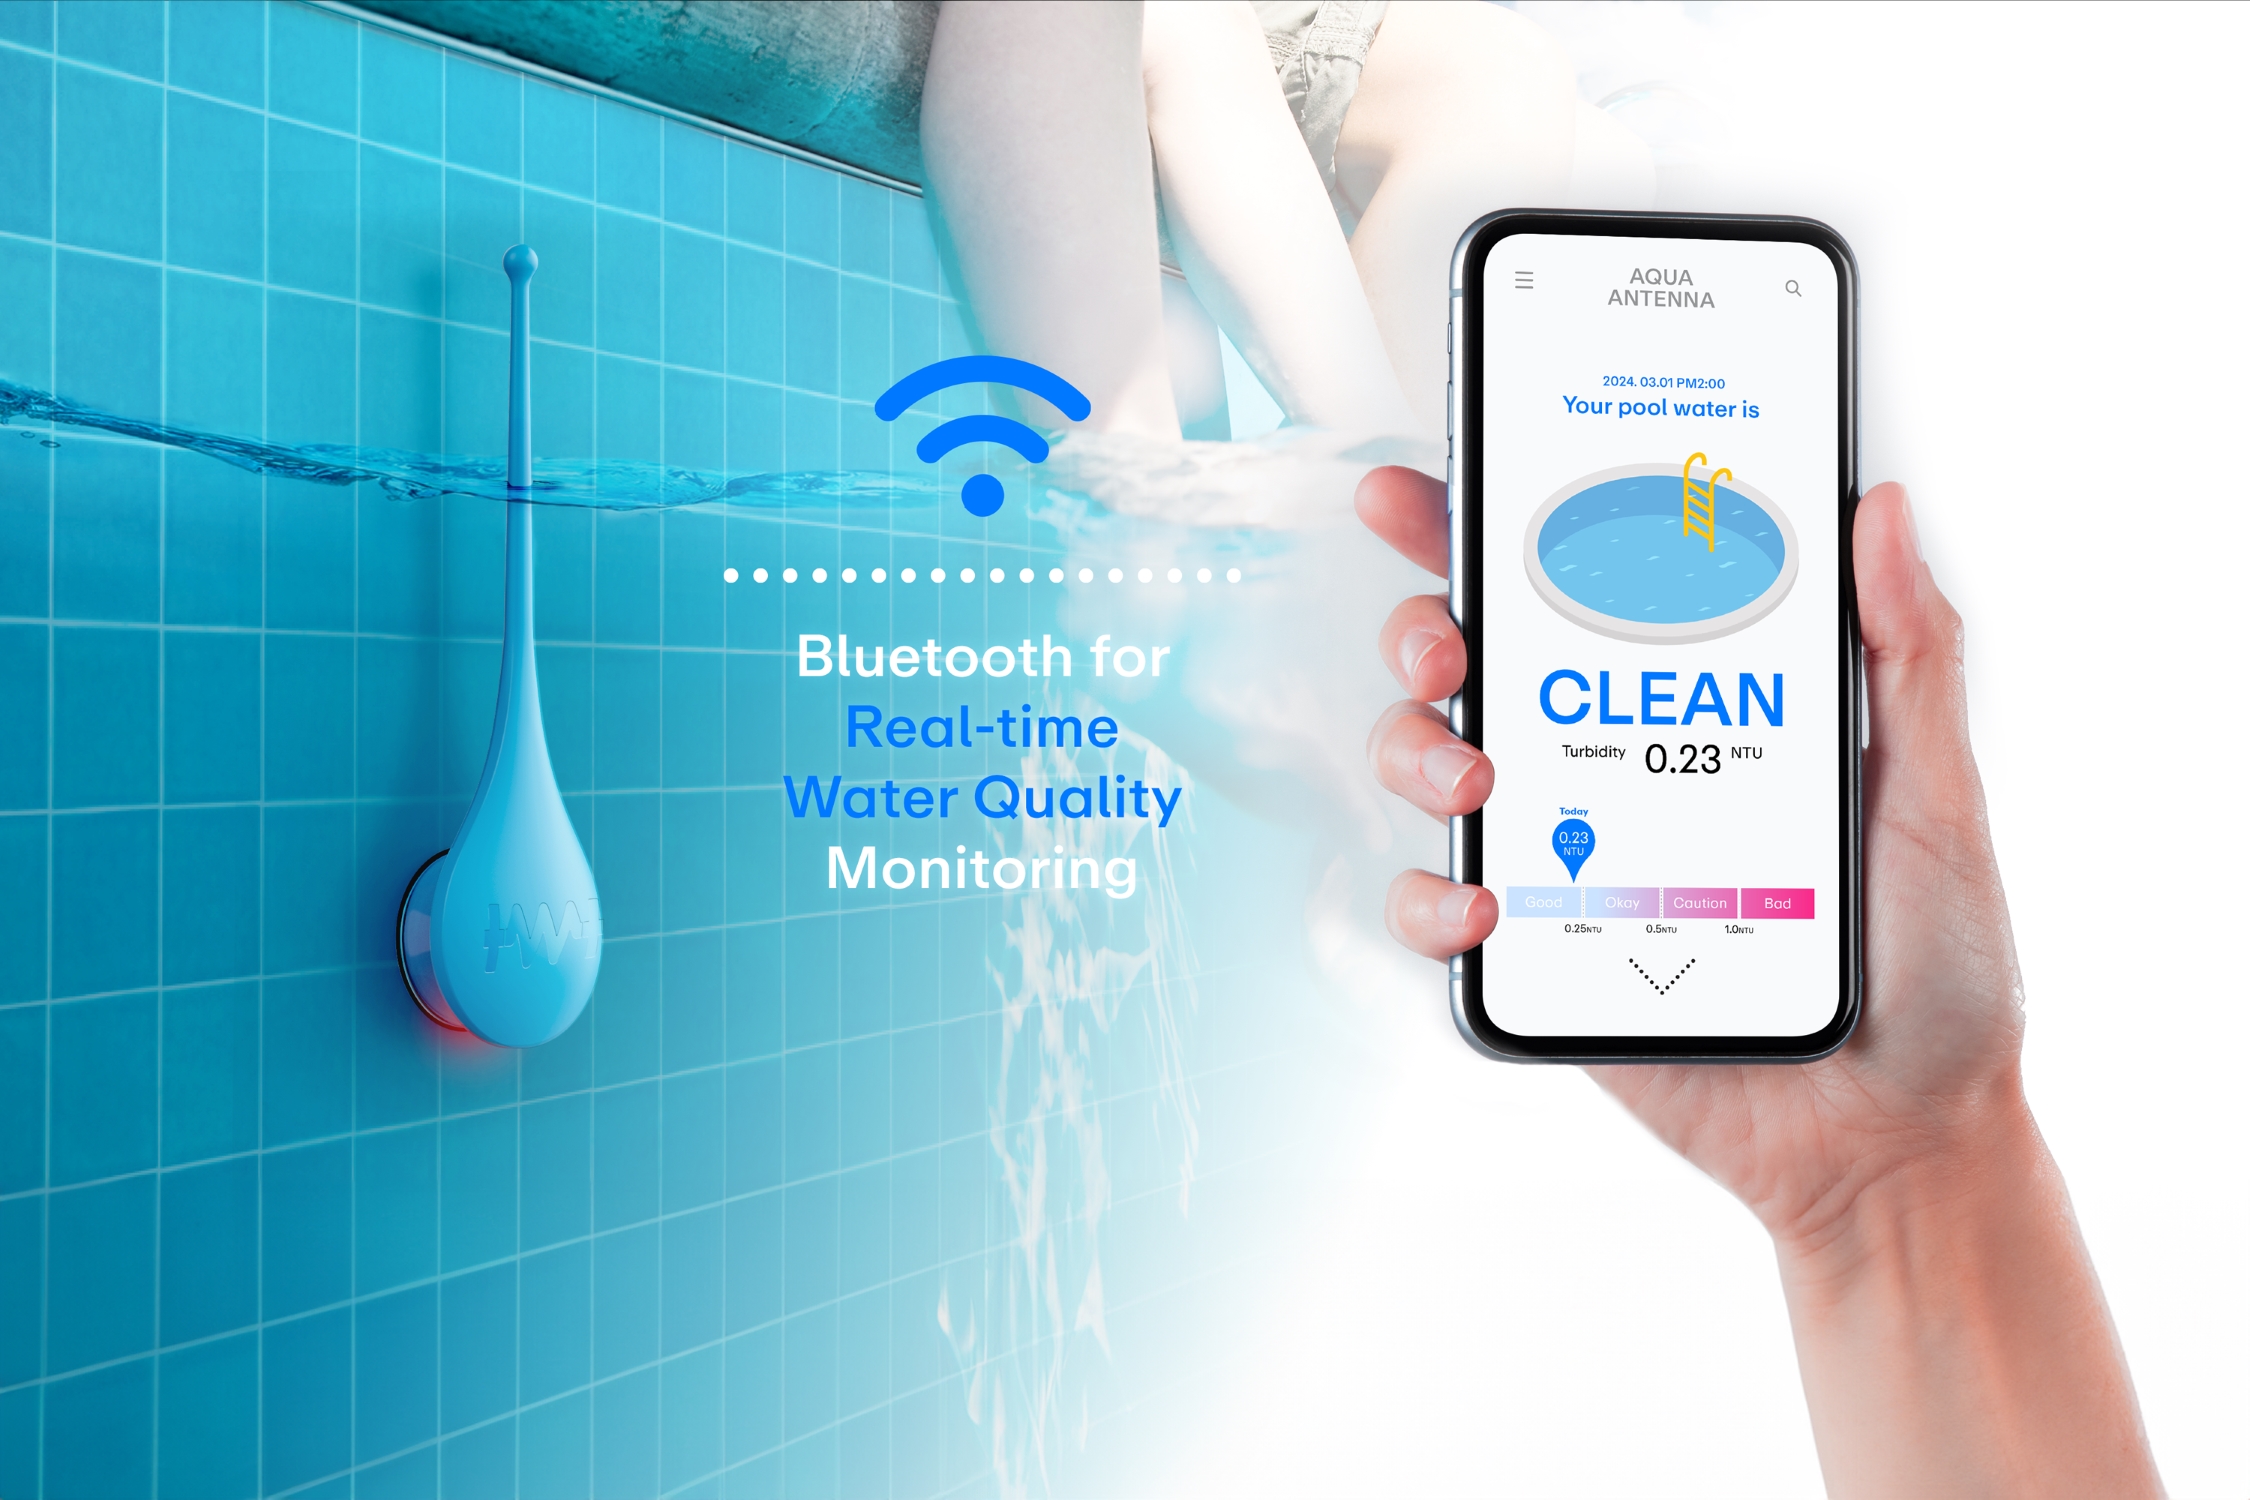 Bluetooth for
Real-time
Water Quality
Monitoring
AQUA
ANTENNA
2024. 03.01 PM2:00
Your pool water is
CLEAN
Turbidity 0.23 NTU
Today
0.23
NTU
Good Okay Caution Bad
0.25NTU 0.5NTU 1.0NTU